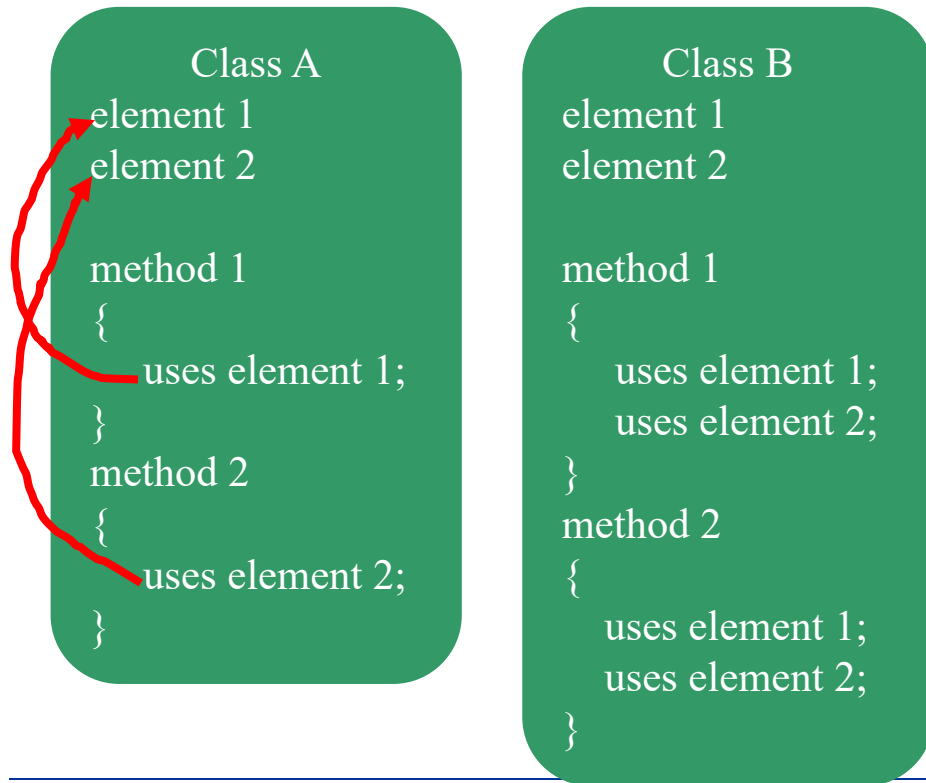 Class A
element 1
element 2
method 1
{
uses element 1;
}
method 2
{
uses element 2;
}
Class B
element 1
element 2
method 1
{
uses element 1;
uses element 2;
}
method 2
{
uses element 1;
uses element 2;
}